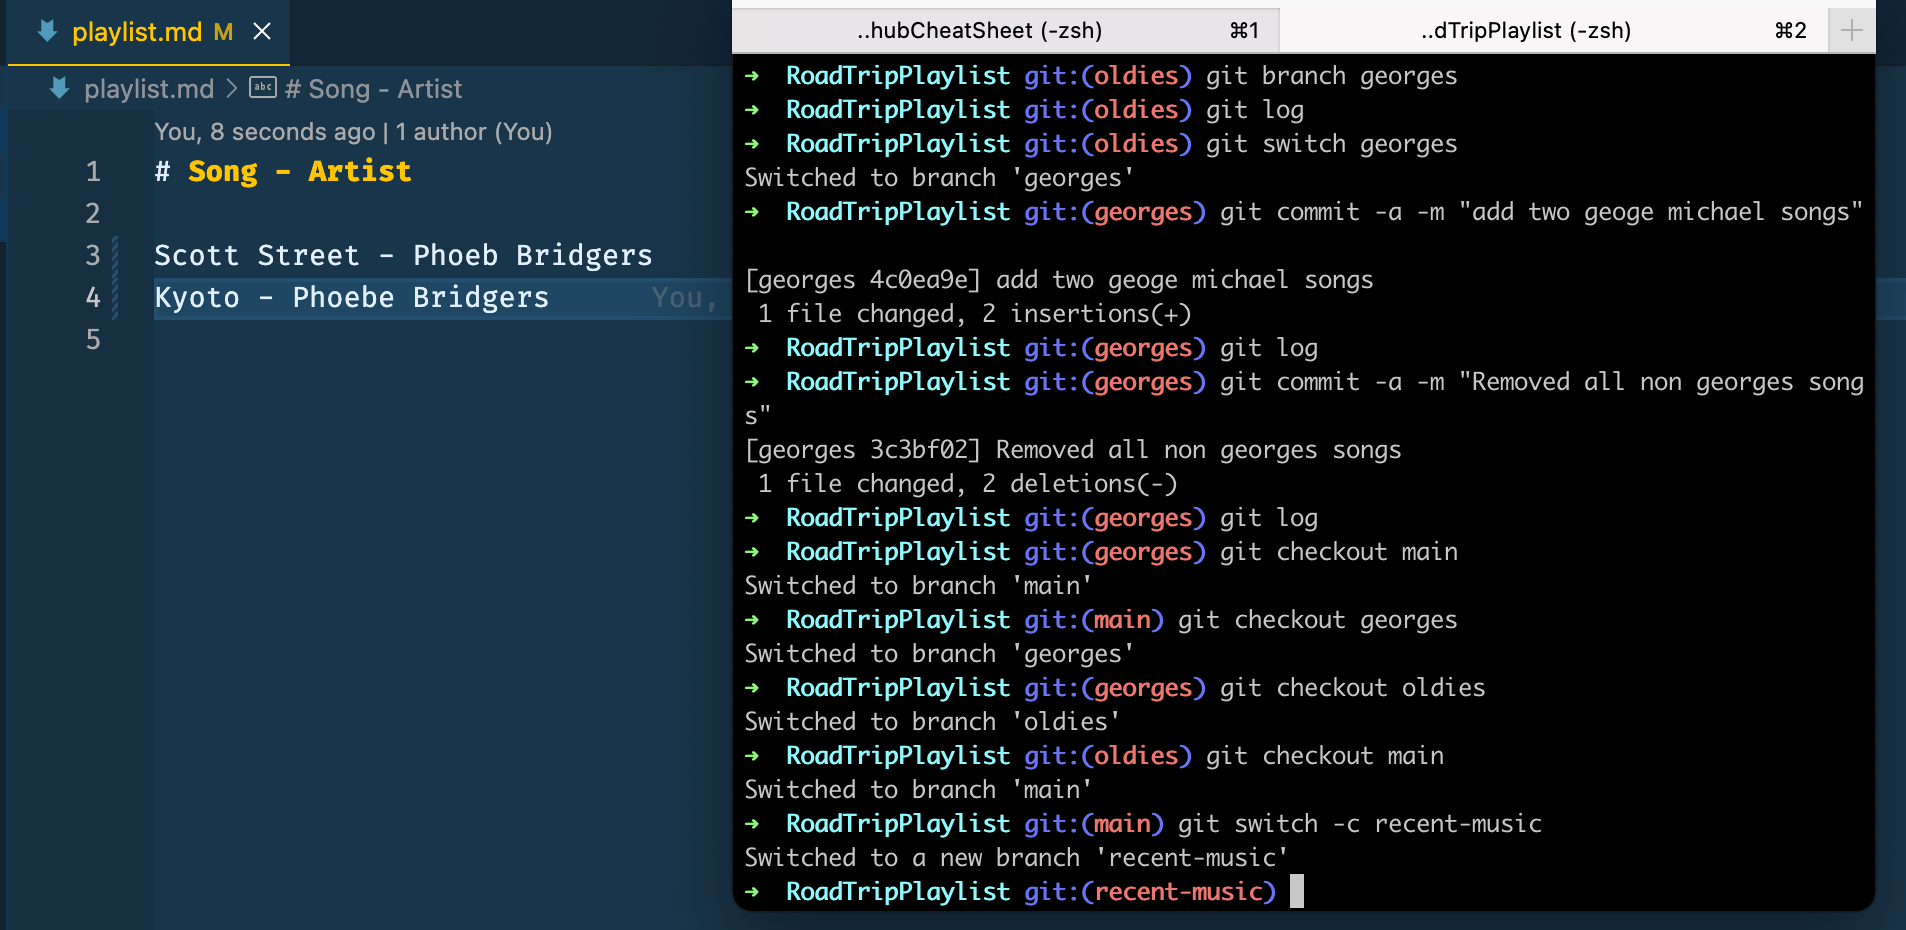 playlist.md M
playlist.md > # Song - Artist
You, 8 seconds ago | 1 author (You)
1 # Song - Artist
2
3 Scott Street - Phoeb Bridgers
4 Kyoto - Phoebe Bridgers You,
5
..hubCheatSheet (-zsh) ⌘1 ..dTripPlaylist (-zsh) ⌘2
→ RoadTripPlaylist git:(oldies) git branch georges
→ RoadTripPlaylist git:(oldies) git log
→ RoadTripPlaylist git:(oldies) git switch georges
Switched to branch 'georges'
→ RoadTripPlaylist git:(georges) git commit -a -m "add two geoge michael songs"
[georges 4c0ea9e] add two geoge michael songs
1 file changed, 2 insertions(+)
→ RoadTripPlaylist git:(georges) git log
→ RoadTripPlaylist git:(georges) git commit -a -m "Removed all non georges song
s"
[georges 3c3bf02] Removed all non georges songs
1 file changed, 2 deletions(-)
→ RoadTripPlaylist git:(georges) git log
→ RoadTripPlaylist git:(georges) git checkout main
Switched to branch 'main'
→ RoadTripPlaylist git:(main) git checkout georges
Switched to branch 'georges'
→ RoadTripPlaylist git:(georges) git checkout oldies
Switched to branch 'oldies'
→ RoadTripPlaylist git:(oldies) git checkout main
Switched to branch 'main'
→ RoadTripPlaylist git:(main) git switch -c recent-music
Switched to a new branch 'recent-music'
→ RoadTripPlaylist git:(recent-music)